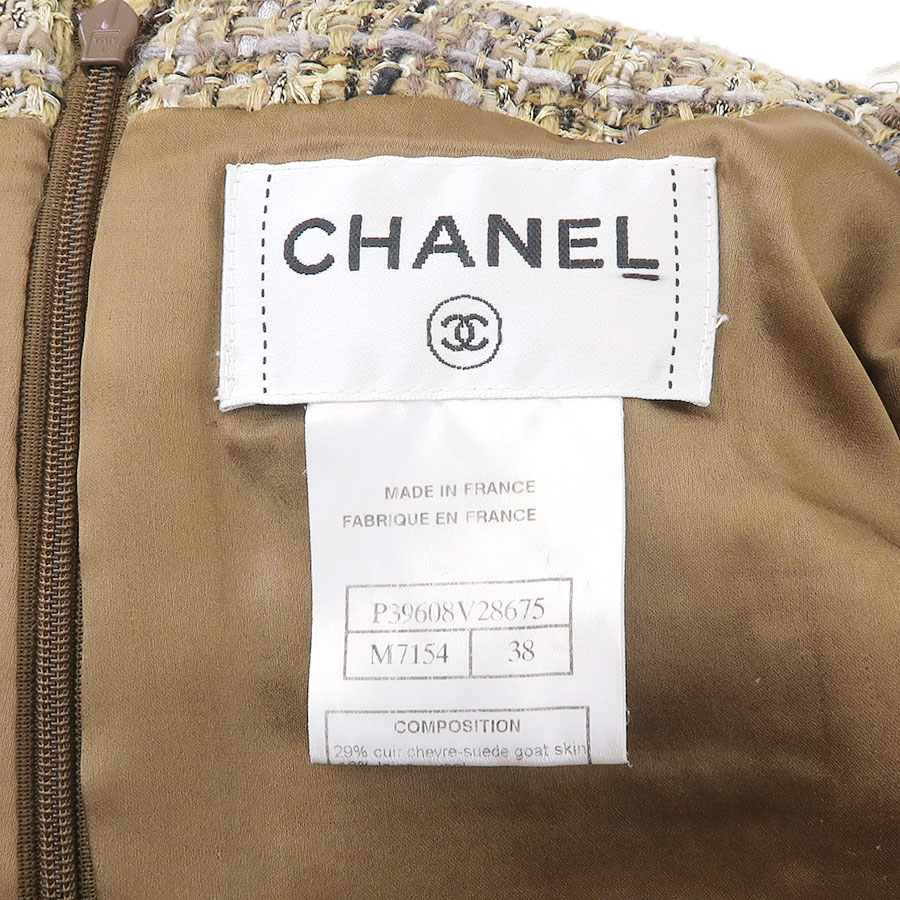 CHANEL
MADE IN FRANCE
FABRIQUE EN FRANCE
P39608V28675
M7154 38
COMPOSITION
29% cuir chevre-suede goat skin